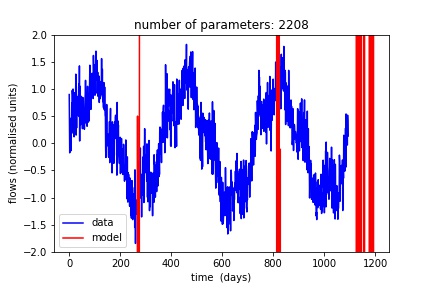 number of parameters: 2208
flows (normalised units)
2.0
1.5
1.0
0.5
0.0
−0.5
−1.0
−1.5
−2.0
data
model
0 200 400 600 800 1000 1200
time (days)